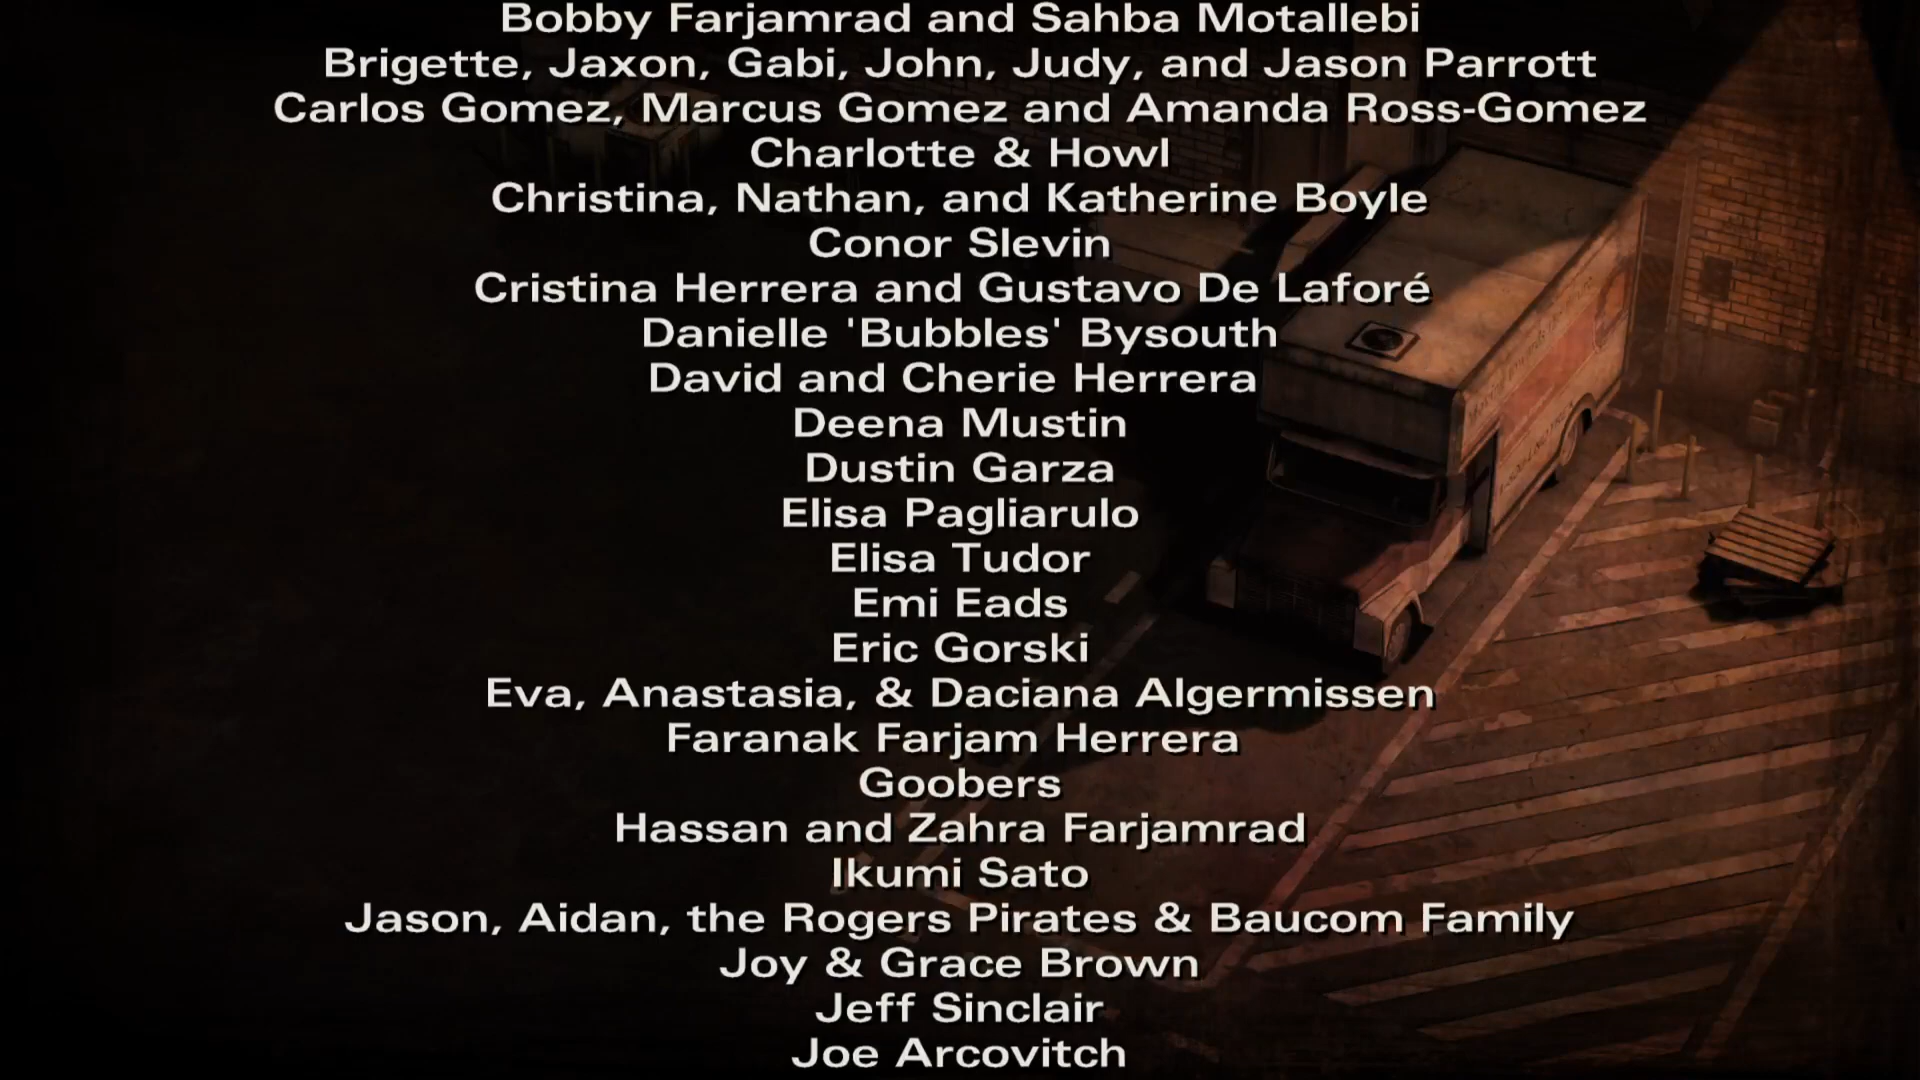 Bobby Farjamrad and Sahba Motallebi
Brigette, Jaxon, Gabi, John, Judy, and Jason Parrott
Carlos Gomez, Marcus Gomez and Amanda Ross-Gomez
Charlotte & Howl
Christina, Nathan, and Katherine Boyle
Conor Slevin
Cristina Herrera and Gustavo De Laforé
Danielle 'Bubbles' Bysouth
David and Cherie Herrera
Deena Mustin
Dustin Garza
Elisa Pagliarulo
Elisa Tudor
Emi Eads
Eric Gorski
Eva, Anastasia, & Daciana Algermissen
Faranak Farjam Herrera
Goobers
Hassan and Zahra Farjamrad
Ikumi Sato
Jason, Aidan, the Rogers Pirates & Baucom Family
Joy & Grace Brown
Jeff Sinclair
Joe Arcovitch